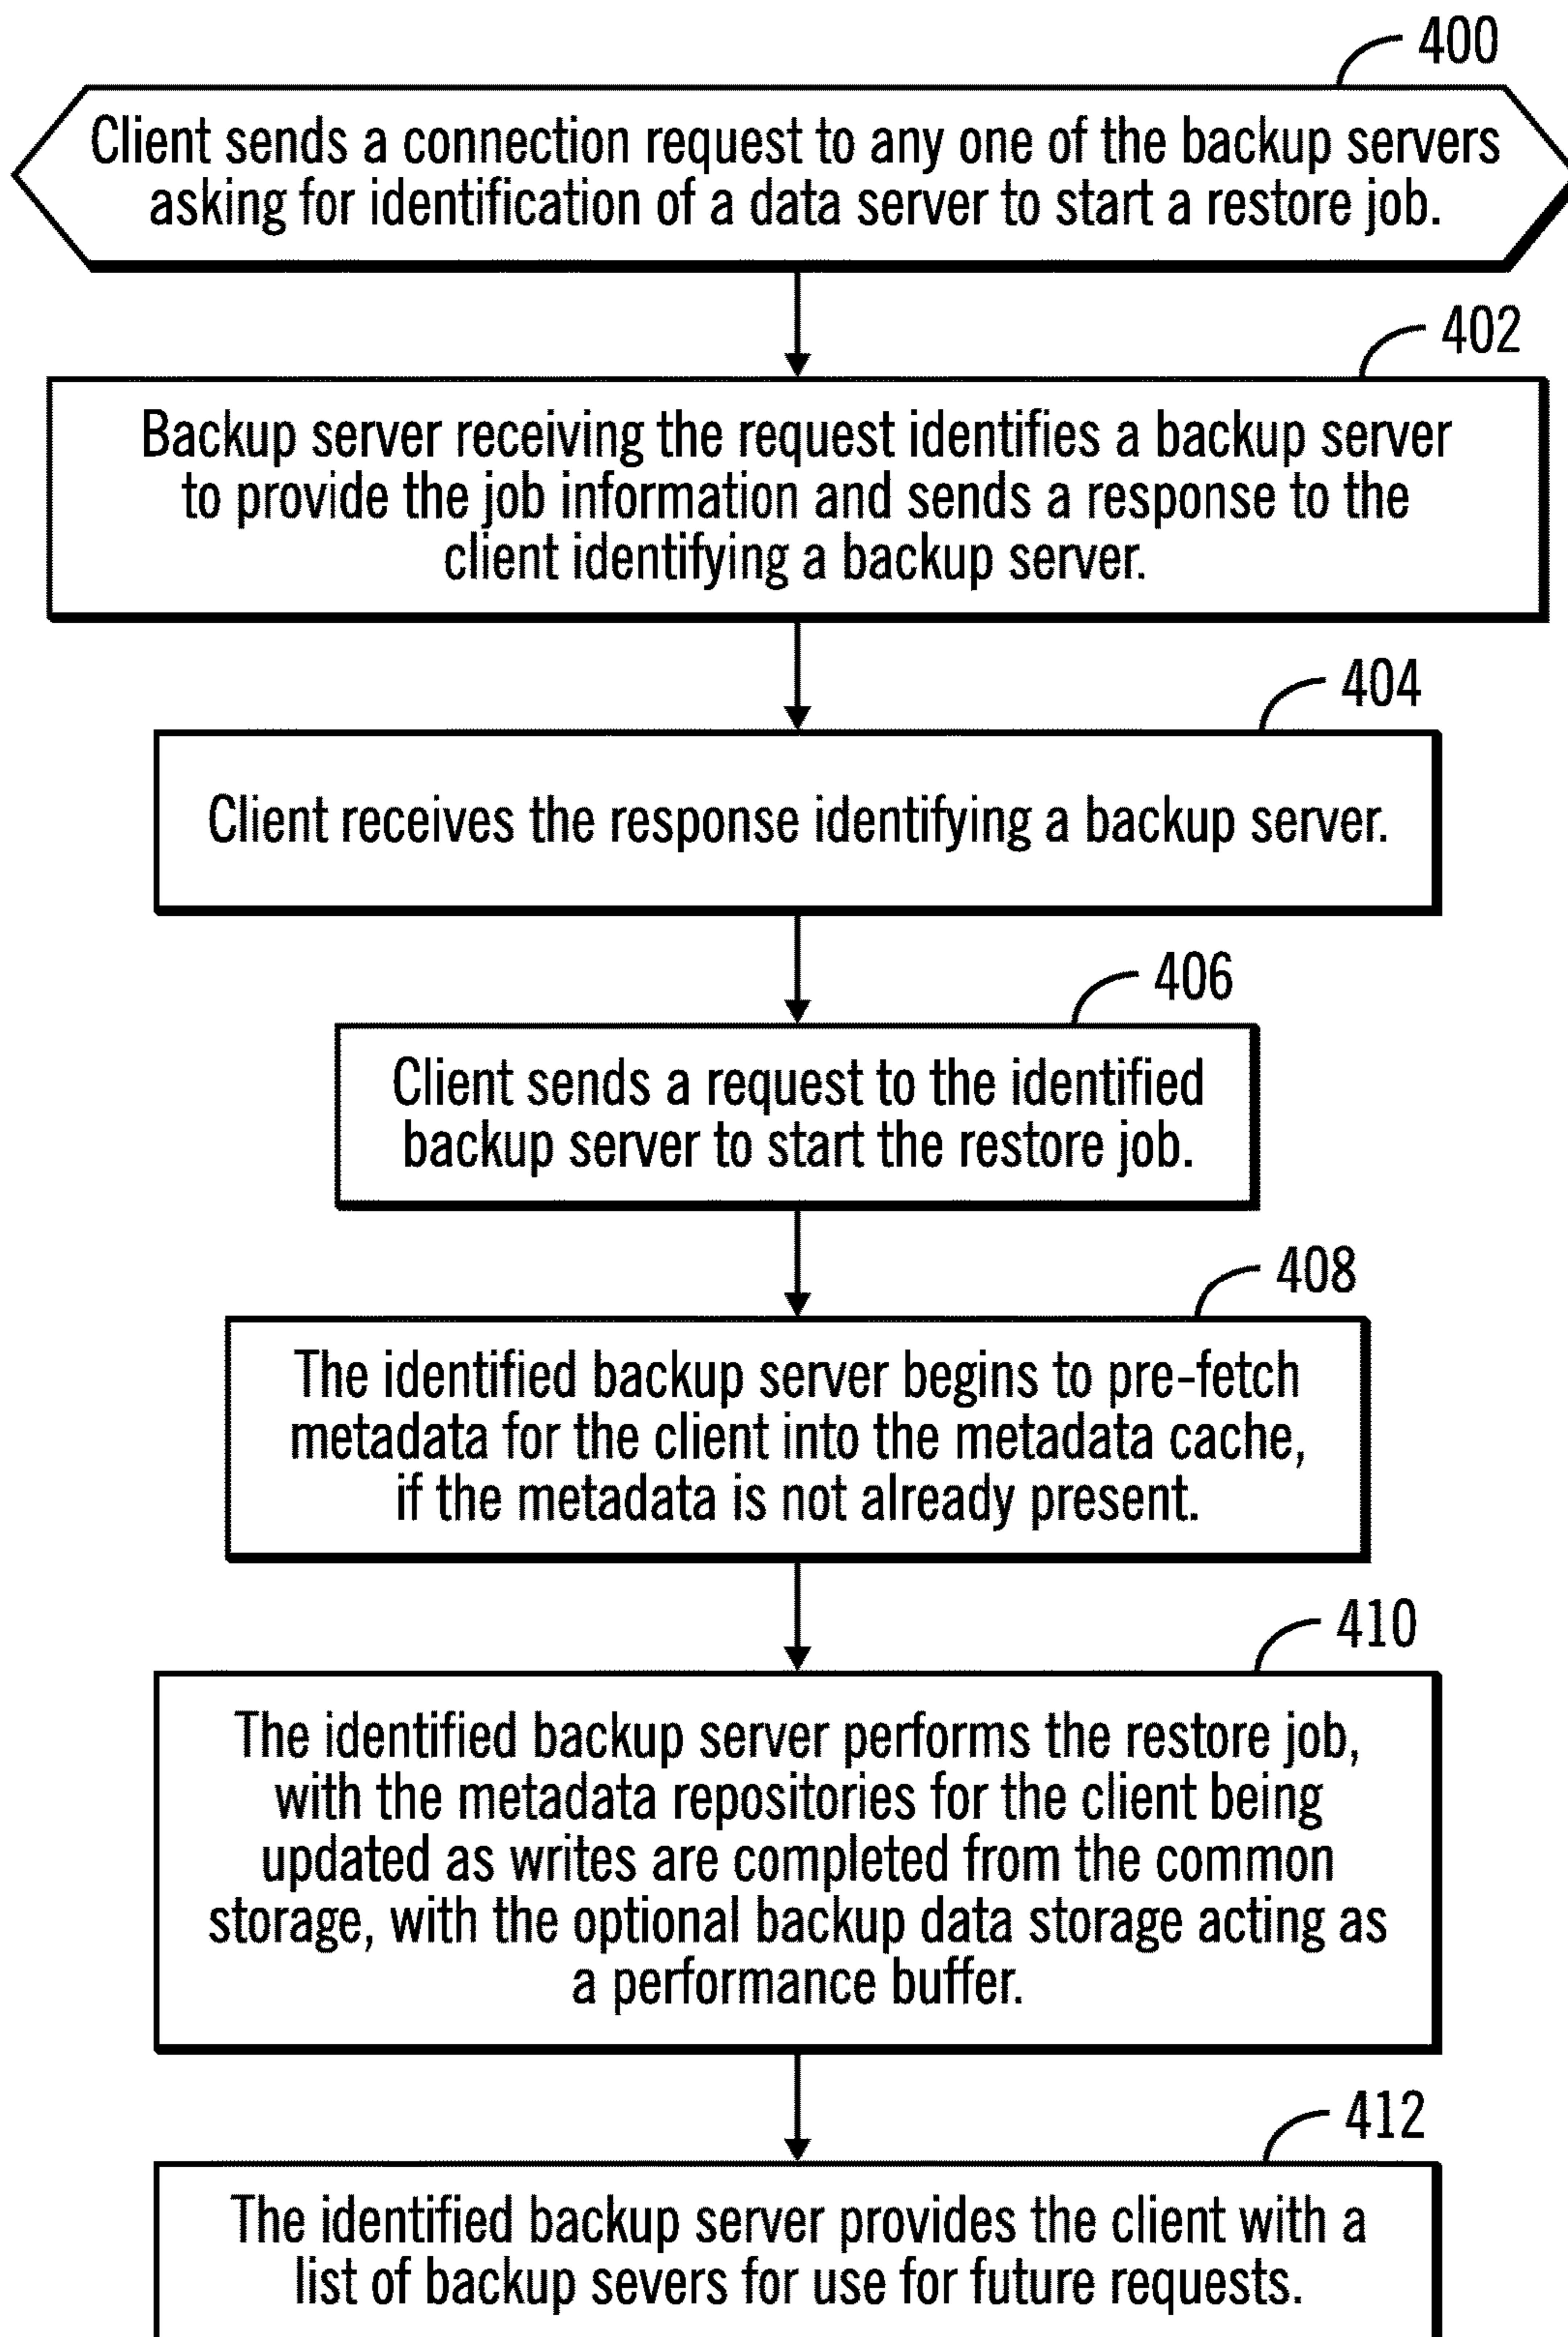 400
Client sends a connection request to any one of the backup servers
asking for identification of a data server to start a restore job.
402
Backup server receiving the request identifies a backup server
to provide the job information and sends a response to the
client identifying a backup server.
404
Client receives the response identifying a backup server.
406
Client sends a request to the identified
backup server to start the restore job.
408
The identified backup server begins to pre-fetch
metadata for the client into the metadata cache,
if the metadata is not already present.
410
The identified backup server performs the restore job,
with the metadata repositories for the client being
updated as writes are completed from the common
storage, with the optional backup data storage acting as
a performance buffer.
412
The identified backup server provides the client with a
list of backup severs for use for future requests.